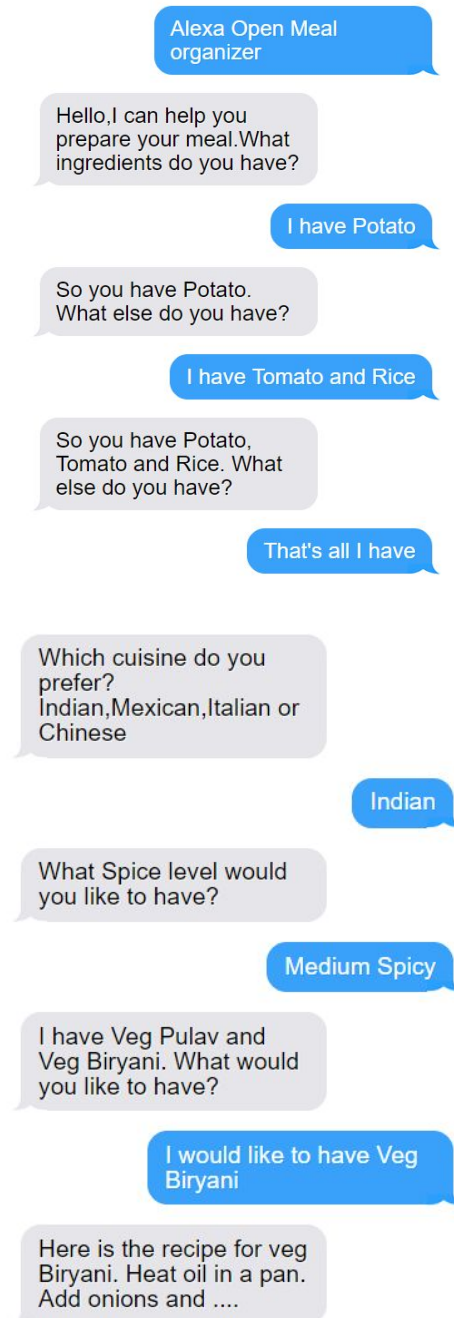 Alexa Open Meal
organizer
Hello,I can help you
prepare your meal.What
ingredients do you have?
I have Potato
So you have Potato.
What else do you have?
I have Tomato and Rice
So you have Potato,
Tomato and Rice. What
else do you have?
That's all I have
Which cuisine do you
prefer?
Indian,Mexican,Italian or
Chinese
Indian
What Spice level would
you like to have?
Medium Spicy
I have Veg Pulav and
Veg Biryani. What would
you like to have?
I would like to have Veg
Biryani
Here is the recipe for veg
Biryani. Heat oil in a pan.
Add onions and ....